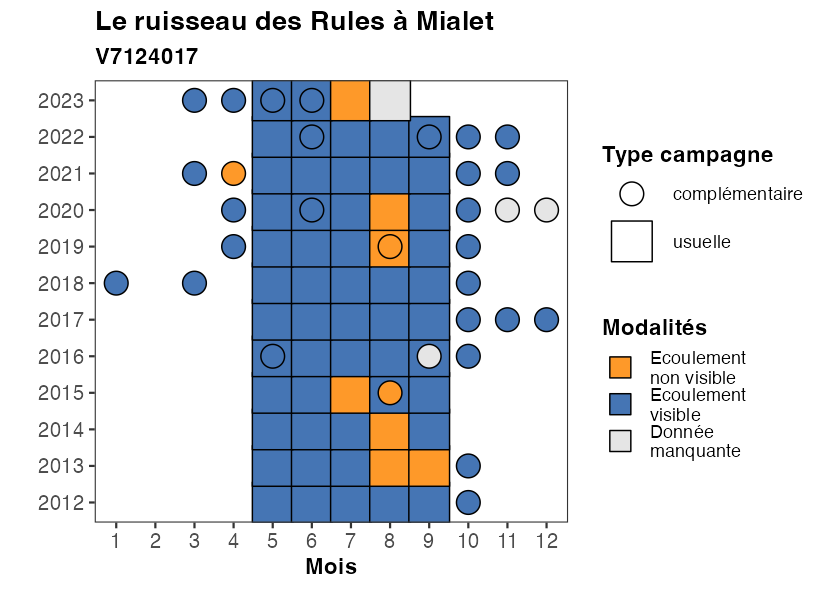 Le ruisseau des Rules à Mialet
V7124017
2023
2022
2021
2020
2019
2018
2017
2016
2015
2014
2013
2012
1 2 3 4 5 6 7 8 9 10 11 12
Mois
Type campagne
complémentaire
usuelle
Modalités
Ecoulement
non visible
Ecoulement
visible
Donnée
manquante